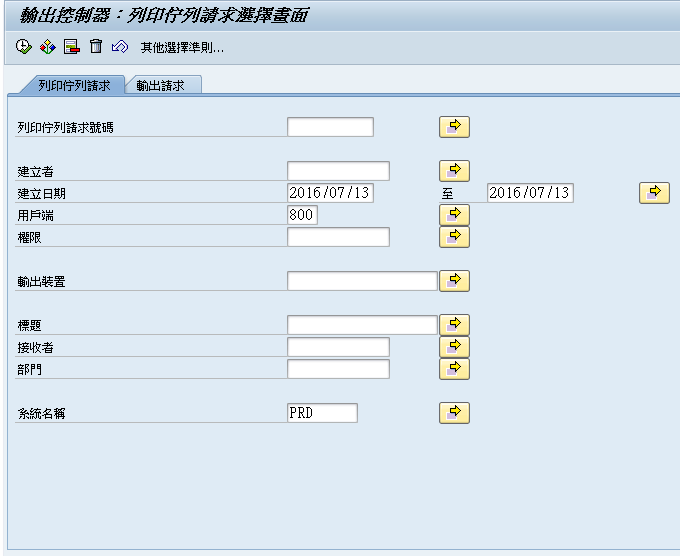 輸出控制器：列印佇列請求選擇畫面
其他選擇準則...
列印佇列請求 輸出請求
列印佇列請求號碼
建立者
建立日期 2016/07/13 至 2016/07/13
用戶端 800
權限
輸出裝置
標題
接收者
部門
系統名稱 PRD